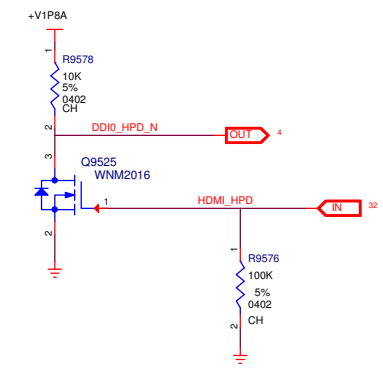 +V1P8A
1
R9578
10K
5%
0402
CH
2
DDI0_HPD_N
OUT
4
3
Q9525
WNM2016
1
HDMI_HPD
IN
32
2
1
R9576
100K
5%
0402
2
CH